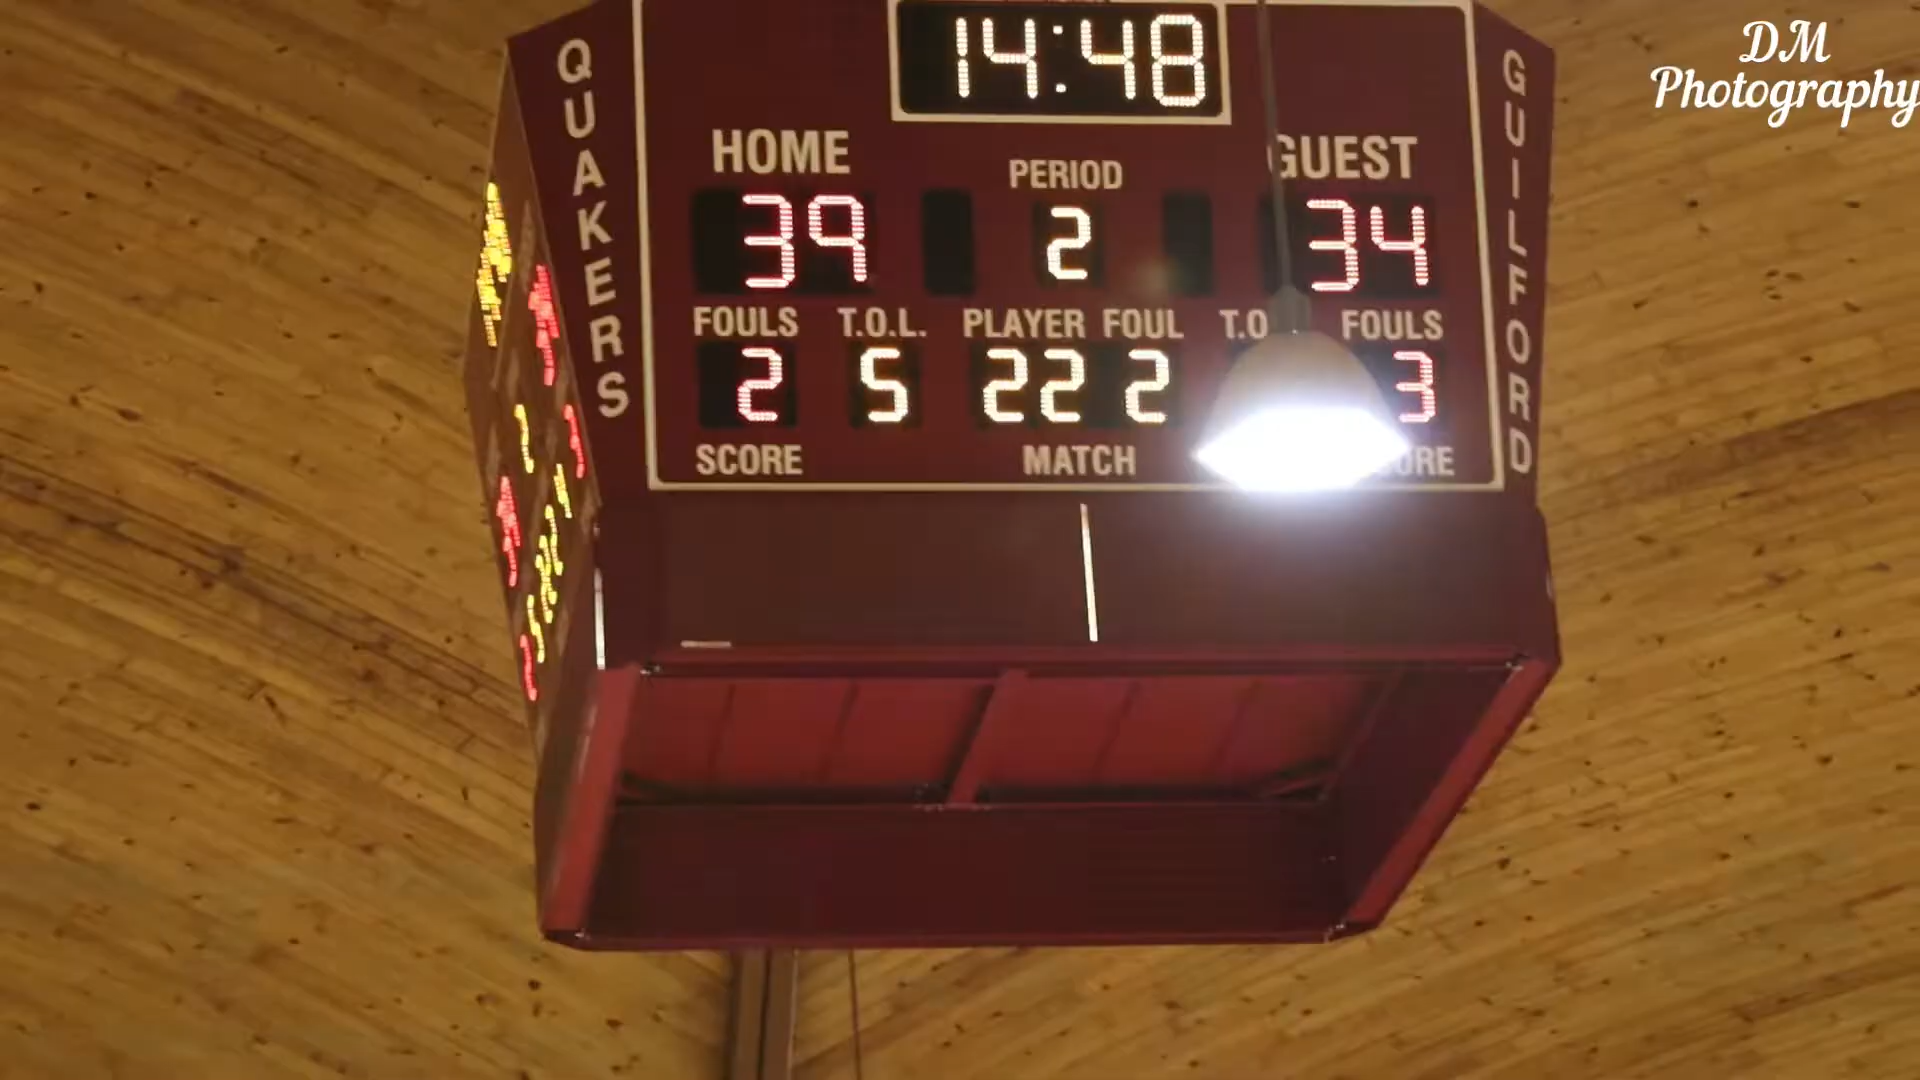 DM
Photography
QUAKERS
GUILFORD
14:48
HOME
PERIOD
GUEST
39
2
34
FOULS T.O.L. PLAYER FOUL FOULS
2 5 22 2 3
SCORE MATCH